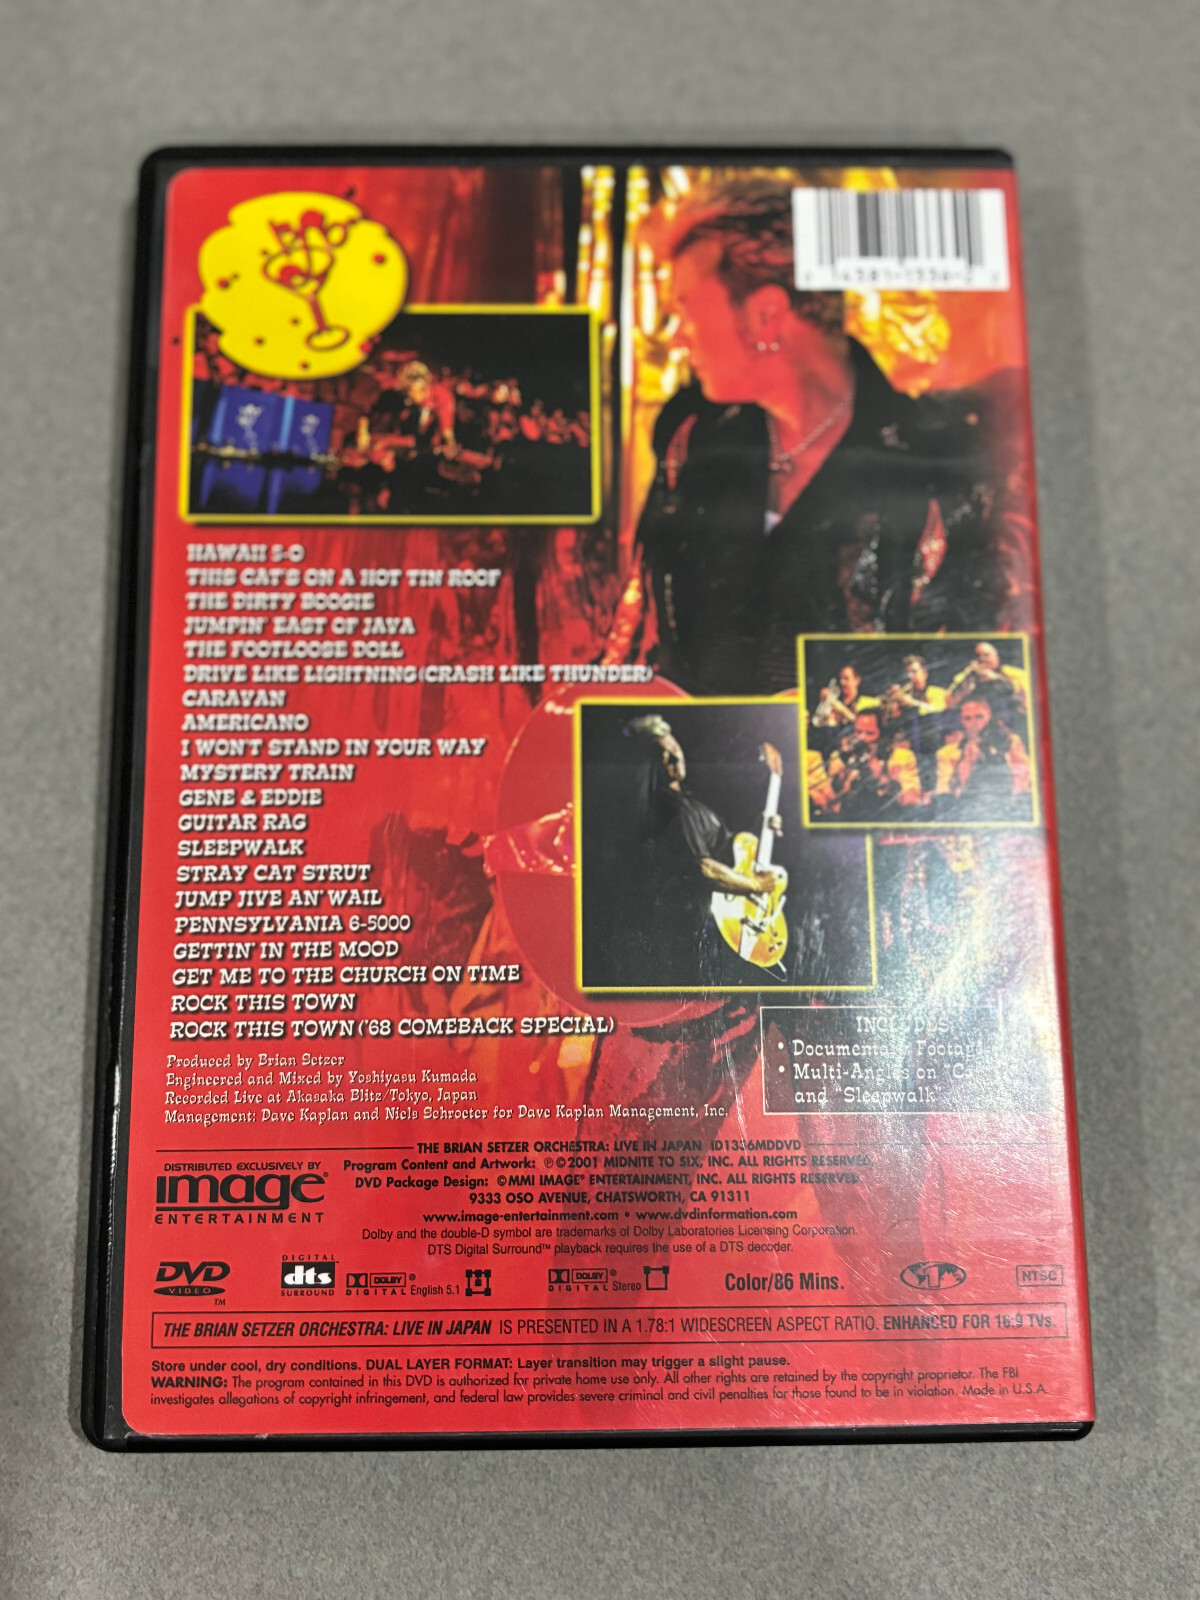 HAWAII 5-O
THIS CAT'S ON A HOT TIN ROOF
THE DIRTY BOOGIE
JUMPIN' EAST OF JAVA
THE FOOTLOOSE DOLL
DRIVE LIKE LIGHTNING (CRASH LIKE THUNDER)
CARAVAN
AMERICANO
I WON'T STAND IN YOUR WAY
MYSTERY TRAIN
GENE & EDDIE
GUITAR RAG
SLEEPWALK
STRAY CAT STRUT
JUMP JIVE AN' WAIL
PENNSYLVANIA 6-5000
GETTIN' IN THE MOOD
GET ME TO THE CHURCH ON TIME
ROCK THIS TOWN
ROCK THIS TOWN ('68 COMEBACK SPECIAL)
INCLUDES
• Documentary Footage
• Multi-Angles on
and "Sleepwalk"
Produced by Brian Setzer
Engineered and Mixed by Yoshiyasu Kumada
Recorded Live at Akasaka Blitz/Tokyo, Japan
Management: Dave Kaplan and Niels Schroeter for Dave Kaplan Management, Inc.
THE BRIAN SETZER ORCHESTRA: LIVE IN JAPAN ID1336MDDVD
Program Content and Artwork: ℗©2001 MIDNITE TO SIX, INC. ALL RIGHTS RESERVED.
DVD Package Design: ©MMI IMAGE® ENTERTAINMENT, INC. ALL RIGHTS RESERVED.
9333 OSO AVENUE, CHATSWORTH, CA 91311
www.image-entertainment.com • www.dvdinformation.com
DISTRIBUTED EXCLUSIVELY BY
image®
ENTERTAINMENT
Dolby and the double-D symbol are trademarks of Dolby Laboratories Licensing Corporation.
DTS Digital Surround™ playback requires the use of a DTS decoder.
DVD VIDEO TM
DIGITAL dts SURROUND
DOLBY® DIGITAL English 5.1
DOLBY® DIGITAL Stereo
Color/86 Mins.
1
NTSC
THE BRIAN SETZER ORCHESTRA: LIVE IN JAPAN IS PRESENTED IN A 1.78:1 WIDESCREEN ASPECT RATIO. ENHANCED FOR 16:9 TVs.
Store under cool, dry conditions. DUAL LAYER FORMAT: Layer transition may trigger a slight pause.
WARNING: The program contained in this DVD is authorized for private home use only. All other rights are retained by the copyright proprietor. The FBI
investigates allegations of copyright infringement, and federal law provides severe criminal and civil penalties for those found to be in violation. Made in U.S.A.